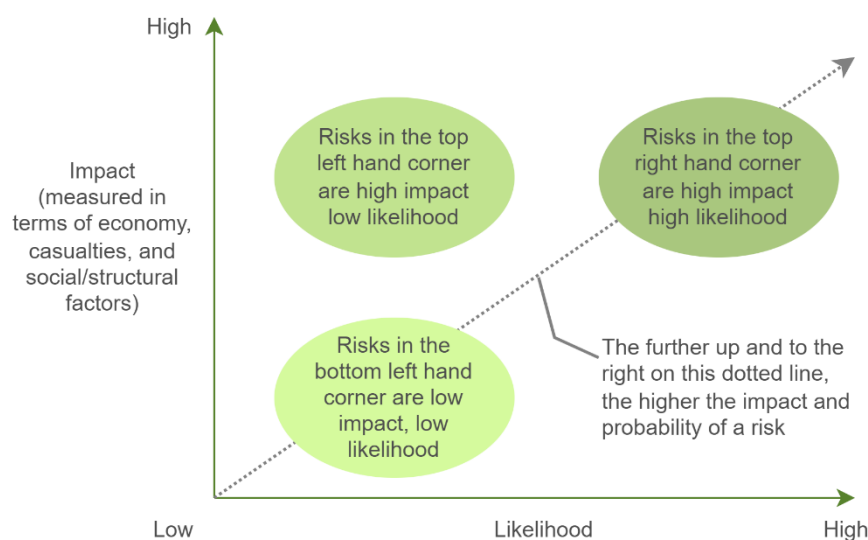 High
Impact
(measured in
terms of economy,
casualties, and
social/structural
factors)
Risks in the top
left hand corner
are high impact
low likelihood
Risks in the top
right hand corner
are high impact
high likelihood
Risks in the
bottom left hand
corner are low
impact, low
likelihood
The further up and to the
right on this dotted line,
the higher the impact and
probability of a risk
Low
Likelihood
High